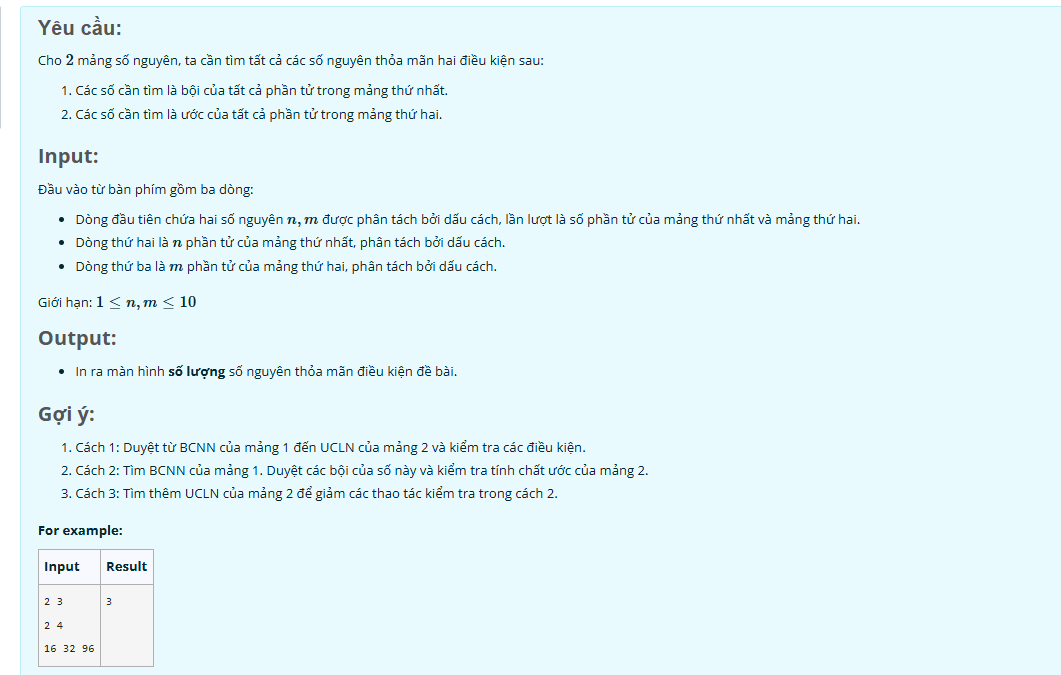 Yêu cầu:
Cho 2 mảng số nguyên, ta cần tìm tất cả các số nguyên thỏa mãn hai điều kiện sau:
1. Các số cần tìm là bội của tất cả phần tử trong mảng thứ nhất.
2. Các số cần tìm là ước của tất cả phần tử trong mảng thứ hai.
Input:
Đầu vào từ bàn phím gồm ba dòng:
• Dòng đầu tiên chứa hai số nguyên n, m được phân tách bởi dấu cách, lần lượt là số phần tử của mảng thứ nhất và mảng thứ hai.
• Dòng thứ hai là n phần tử của mảng thứ nhất, phân tách bởi dấu cách.
• Dòng thứ ba là m phần tử của mảng thứ hai, phân tách bởi dấu cách.
Giới hạn: 1 ≤ n, m ≤ 10
Output:
• In ra màn hình số lượng số nguyên thỏa mãn điều kiện đề bài.
Gợi ý:
1. Cách 1: Duyệt từ BCNN của mảng 1 đến UCLN của mảng 2 và kiểm tra các điều kiện.
2. Cách 2: Tìm BCNN của mảng 1. Duyệt các bội của số này và kiểm tra tính chất ước của mảng 2.
3. Cách 3: Tìm thêm UCLN của mảng 2 để giảm các thao tác kiểm tra trong cách 2.
For example:
Input Result
2 3 3
2 4
16 32 96